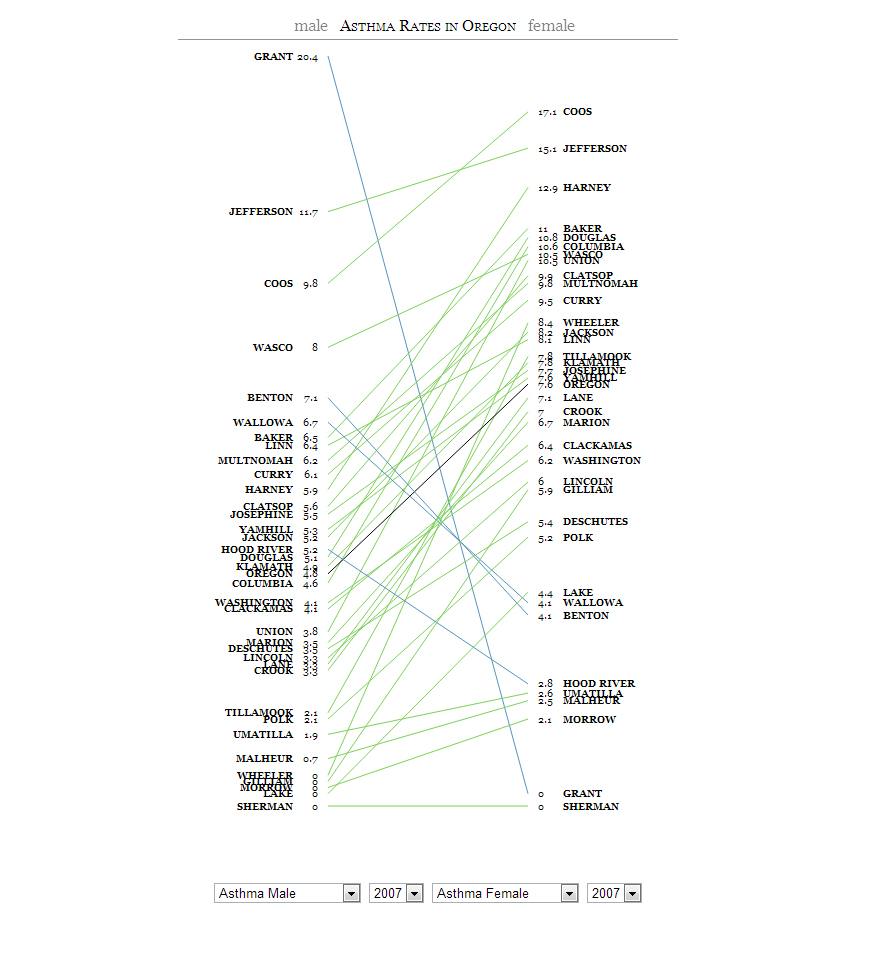 male Asthma Rates in Oregon female
GRANT 20.4
17.1 COOS
15.1 JEFFERSON
12.9 HARNEY
JEFFERSON 11.7
11 BAKER
10.8 DOUGLAS
10.6 COLUMBIA
10.5 WASCO
10.5 UNION
9.9 CLATSOP
COOS 9.8
9.8 MULTNOMAH
9.5 CURRY
8.4 WHEELER
8.2 JACKSON
8.1 LINN
WASCO 8
7.8 TILLAMOOK
7.8 KLAMATH
7.7 JOSEPHINE
7.6 YAMHILL
7.6 OREGON
BENTON 7.1
7.1 LANE
7 CROOK
WALLOWA 6.7
6.7 MARION
BAKER 6.5
LINN 6.4
6.4 CLACKAMAS
MULTNOMAH 6.2
6.2 WASHINGTON
CURRY 6.1
6 LINCOLN
HARNEY 5.9
5.9 GILLIAM
CLATSOP 5.6
JOSEPHINE 5.5
5.4 DESCHUTES
YAMHILL 5.3
JACKSON 5.2
5.2 POLK
HOOD RIVER 5.2
DOUGLAS 5.1
KLAMATH 4.9
OREGON 4.8
COLUMBIA 4.6
4.4 LAKE
WASHINGTON 4.1
4.1 WALLOWA
CLACKAMAS 4.1
4.1 BENTON
UNION 3.8
MARION 3.5
DESCHUTES 3.5
LINCOLN 3.3
LANE 3.3
CROOK 3.3
2.8 HOOD RIVER
2.6 UMATILLA
2.5 MALHEUR
TILLAMOOK 2.1
POLK 2.1
2.1 MORROW
UMATILLA 1.9
MALHEUR 0.7
WHEELER 0
GILLIAM 0
MORROW 0
LAKE 0
0 GRANT
SHERMAN 0
0 SHERMAN
Asthma Male 2007 Asthma Female 2007